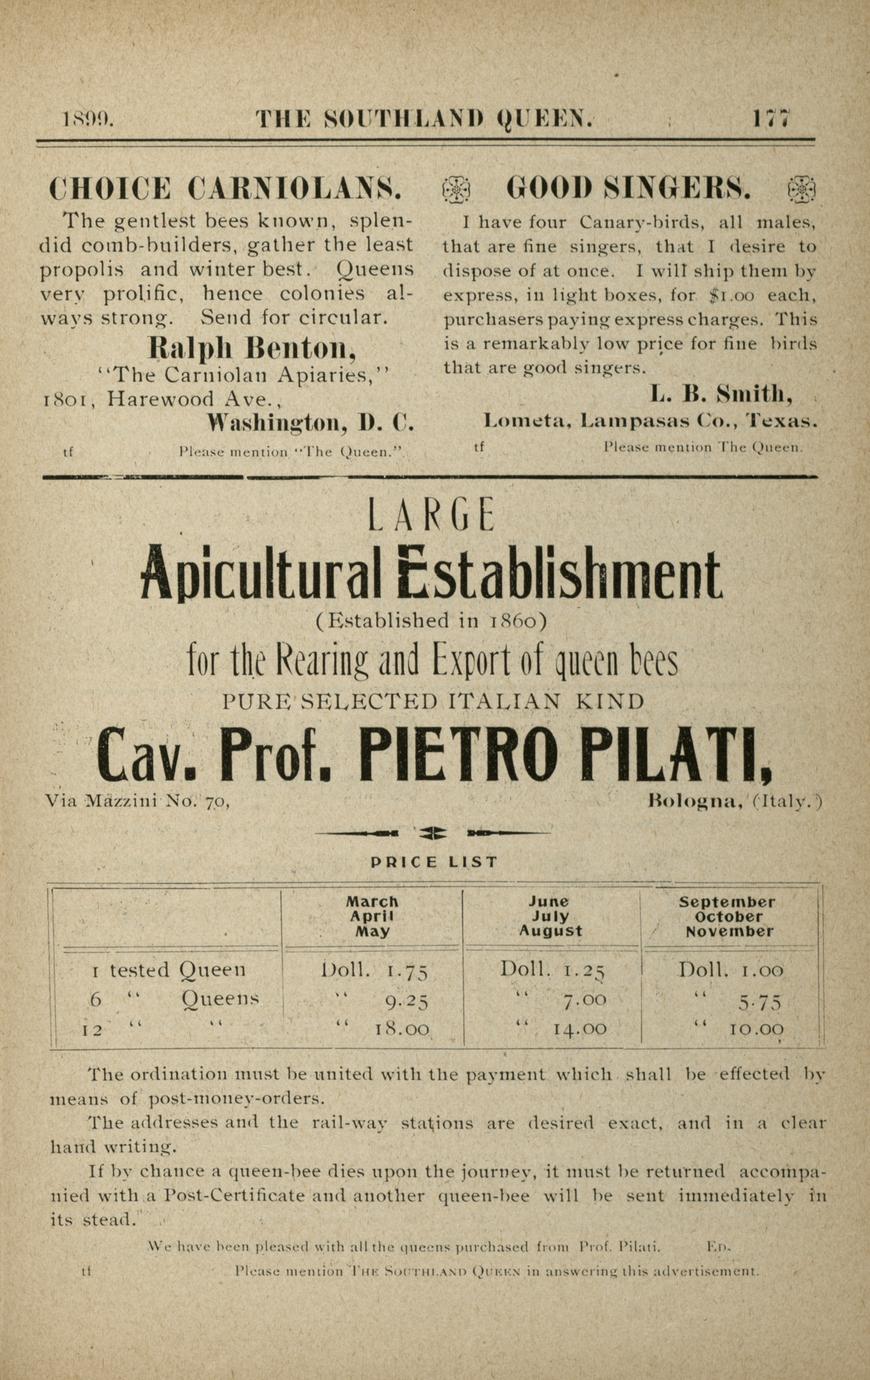 1899. THE SOUTHLAND QUEEN. 177
CHOICE CARNIOLANS.
The gentlest bees known, splen-
did comb-builders, gather the least
propolis and winter best. Queens
very prolific, hence colonies al-
ways strong. Send for circular.
Ralph Benton,
"The Carniolan Apiaries,"
1801, Harewood Ave.,
Washington, D. C.
tf Please mention "The Queen."
GOOD SINGERS.
I have four Canary-birds, all males,
that are fine singers, that I desire to
dispose of at once. I will ship them by
express, in light boxes, for $1.00 each,
purchasers paying express charges. This
is a remarkably low price for fine birds
that are good singers.
L. B. Smith,
Lometa, Lampasas Co., Texas.
tf Please mention The Queen.
LARGE
Apicultural Establishment
(Established in 1860)
for the Rearing and Export of queen bees
PURE SELECTED ITALIAN KIND
Cav. Prof. PIETRO PILATI,
Via Mazzini No. 70, Bologna, (Italy.)
PRICE LIST
March June September
April July October
May August November
1 tested Queen Doll. 1.75 Doll. 1.25 Doll. 1.00
6 " Queens " 9.25 " 7.00 " 5.75
12 " " " 18.00 " 14.00 " 10.00
The ordination must be united with the payment which shall be effected by
means of post-money-orders.
The addresses and the rail-way stations are desired exact, and in a clear
hand writing.
If by chance a queen-bee dies upon the journey, it must be returned accompa-
nied with a Post-Certificate and another queen-bee will be sent immediately in
its stead.
We have been pleased with all the queens purchased from Prof. Pilati. ED.
tf Please mention THE SOUTHLAND QUEEN in answering this advertisement.